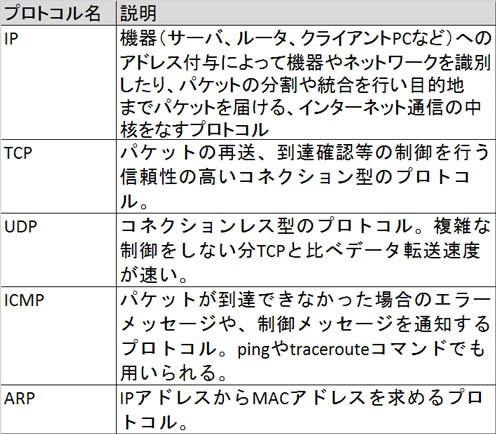 プロトコル名 説明
IP 機器（サーバ、ルータ、クライアントPCなど）への
アドレス付与によって機器やネットワークを識別
したり、パケットの分割や統合を行い目的地
までパケットを届ける、インターネット通信の中
核をなすプロトコル
TCP パケットの再送、到達確認等の制御を行う
信頼性の高いコネクション型のプロトコ
ル。
UDP コネクションレス型のプロトコル。複雑な
制御をしない分TCPと比べデータ転送速度
が速い。
ICMP パケットが到達できなかった場合のエラー
メッセージや、制御メッセージを通知する
プロトコル。pingやtracerouteコマンドでも
用いられる。
ARP IPアドレスからMACアドレスを求めるプロ
トコル。